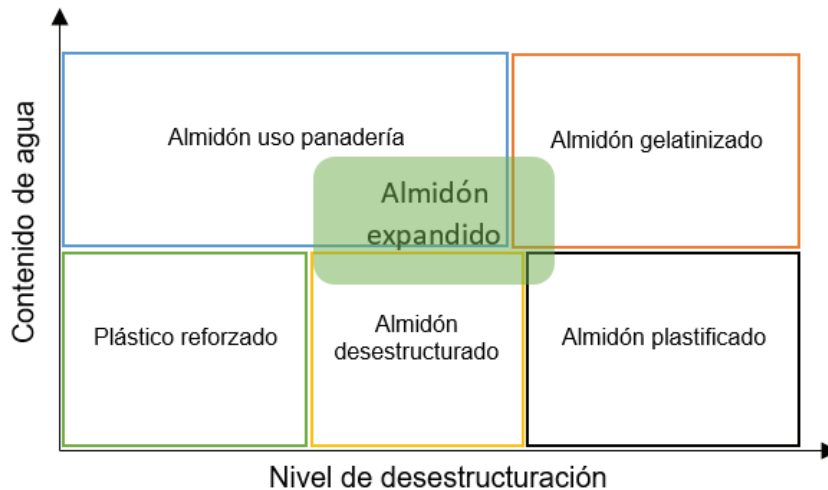 Contenido de agua
Almidón uso panadería
Almidón gelatinizado
Almidón
expandido
Plástico reforzado
Almidón
desestructurado
Almidón plastificado
Nivel de desestructuración